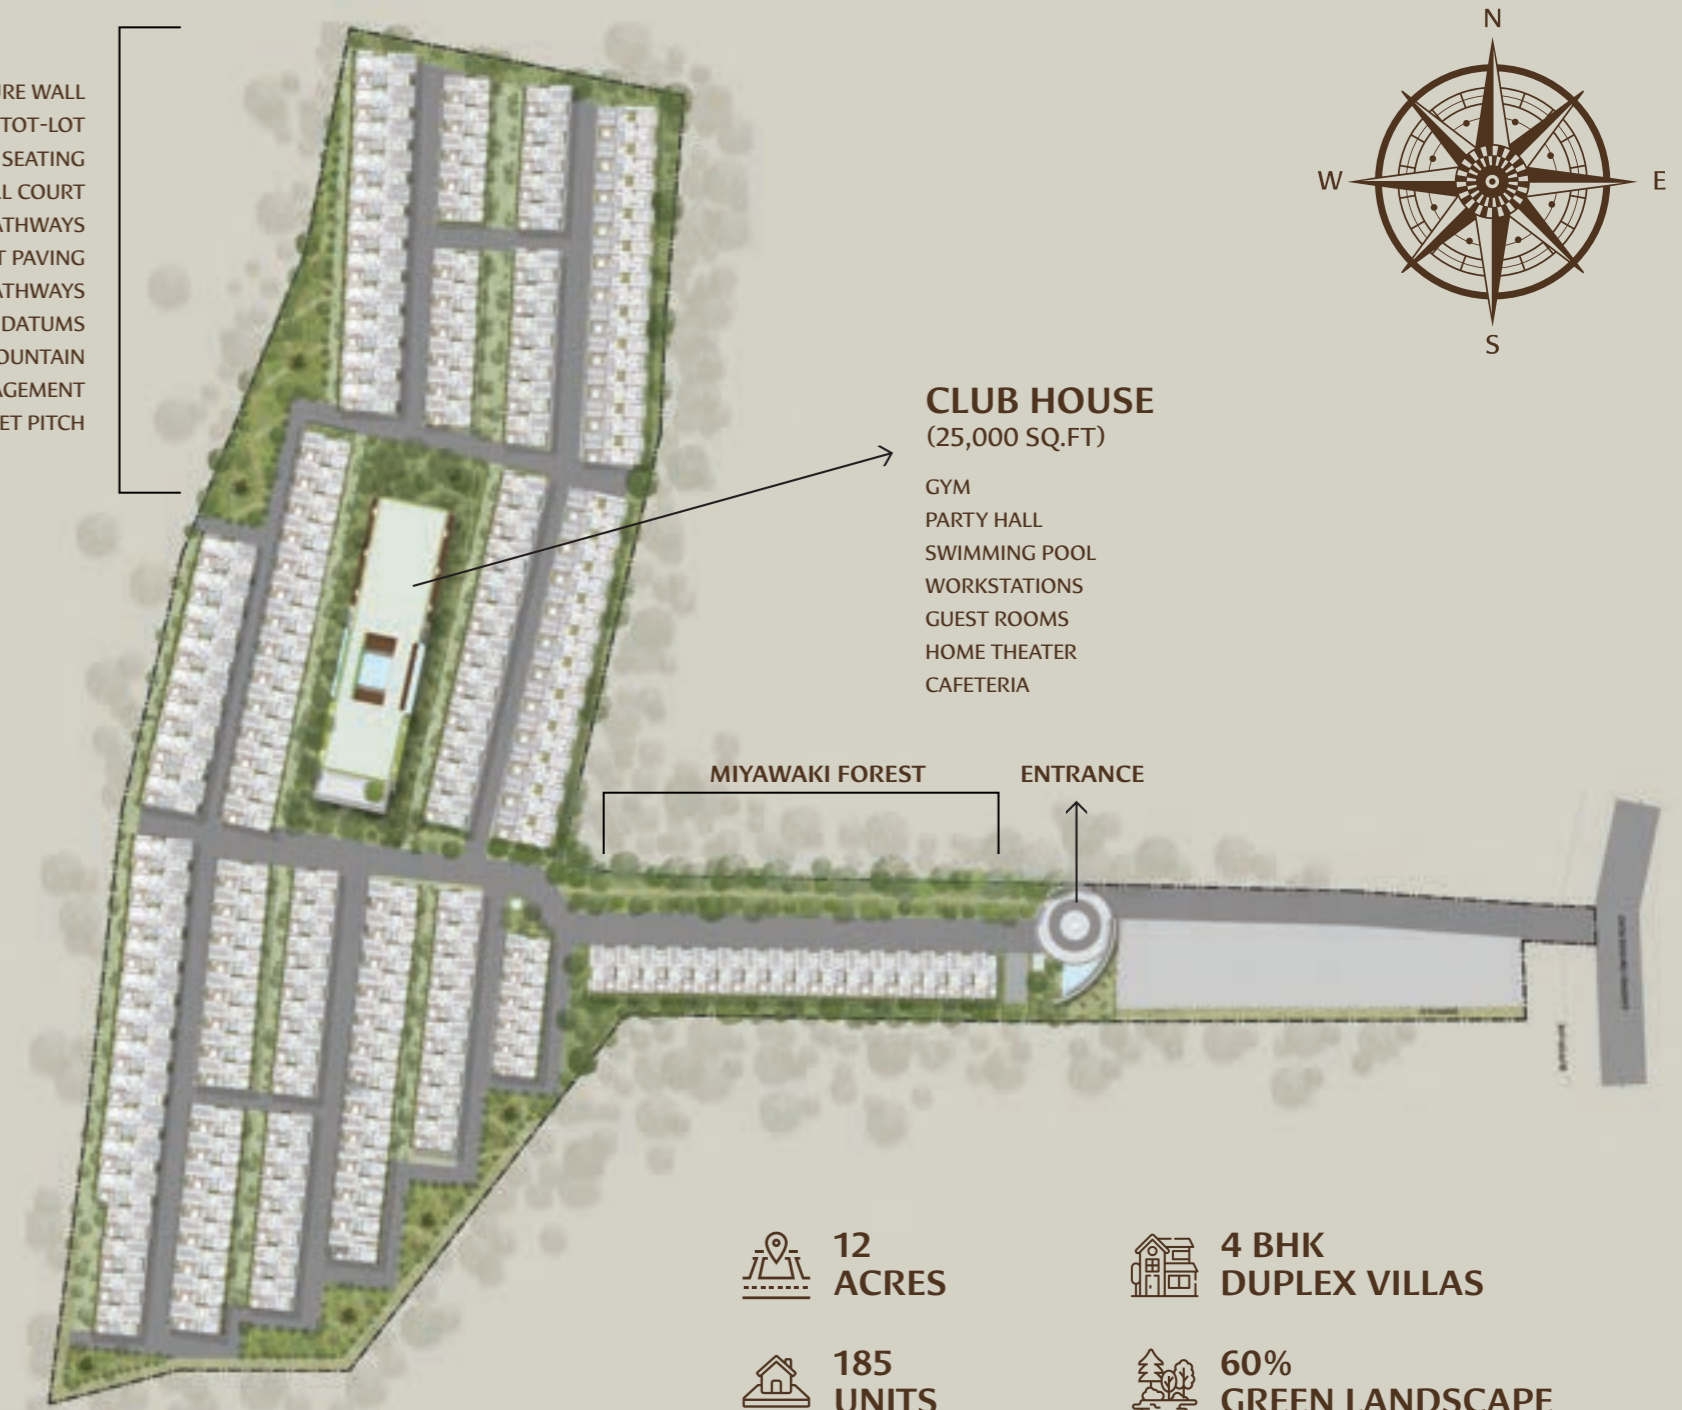 URE WALL
TOT-LOT
SEATING
L COURT
ATHWAYS
T PAVING
ATHWAYS
DATUMS
OUNTAIN
AGEMENT
ET PITCH
N
W
E
S
CLUB HOUSE
(25,000 SQ.FT)
GYM
PARTY HALL
SWIMMING POOL
WORKSTATIONS
GUEST ROOMS
HOME THEATER
CAFETERIA
MIYAWAKI FOREST
ENTRANCE
12
ACRES
4 BHK
DUPLEX VILLAS
185
UNITS
60%
GREEN LANDSCAPE